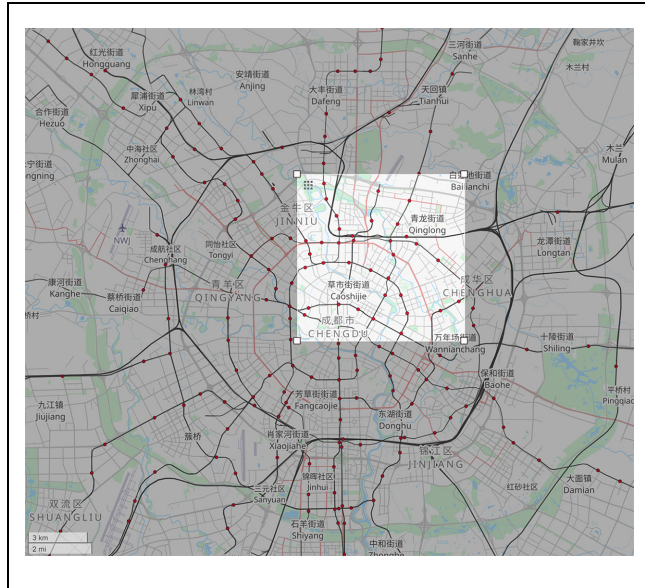 三河街道
Sanhe
鞠家井坎
红光街道
Hongguang
木兰村
安靖街道
Anjing
天回镇
Tianhui
大丰街道
Dafeng
林湾村
Linwan
犀浦街道
Xipu
合作街道
Hezuo
中海社区
Zhonghai
木兰
Mulan
宁街道
ngning
白莲池街道
Bailianchi
金牛区
JINNIU
青龙街道
Qinglong
NWJ
成航社区
Chenghang
同怡社区
Tongyi
龙潭街道
Longtan
康河街道
Kanghe
蔡桥街道
Caiqiao
青羊区
QINGYANG
草市街街道
Caoshijie
成华区
CHENGHUA
桥村
成都市
CHENGDU
万年场街道
Wannianchang
十陵街道
Shiling
保和街道
Baohe
平桥村
Pingqiao
芳草街街道
Fangcaojie
九江镇
Jiujiang
东湖街道
Donghu
簇桥
肖家河街道
Xiaojiahe
锦江区
JINJIANG
锦晖社区
Jinhui
三元社区
Sanyuan
红砂社区
大面镇
Damian
双流区
SHUANGLIU
石羊街道
Shiyang
中和街道
Zhonghe
3 km
2 mi